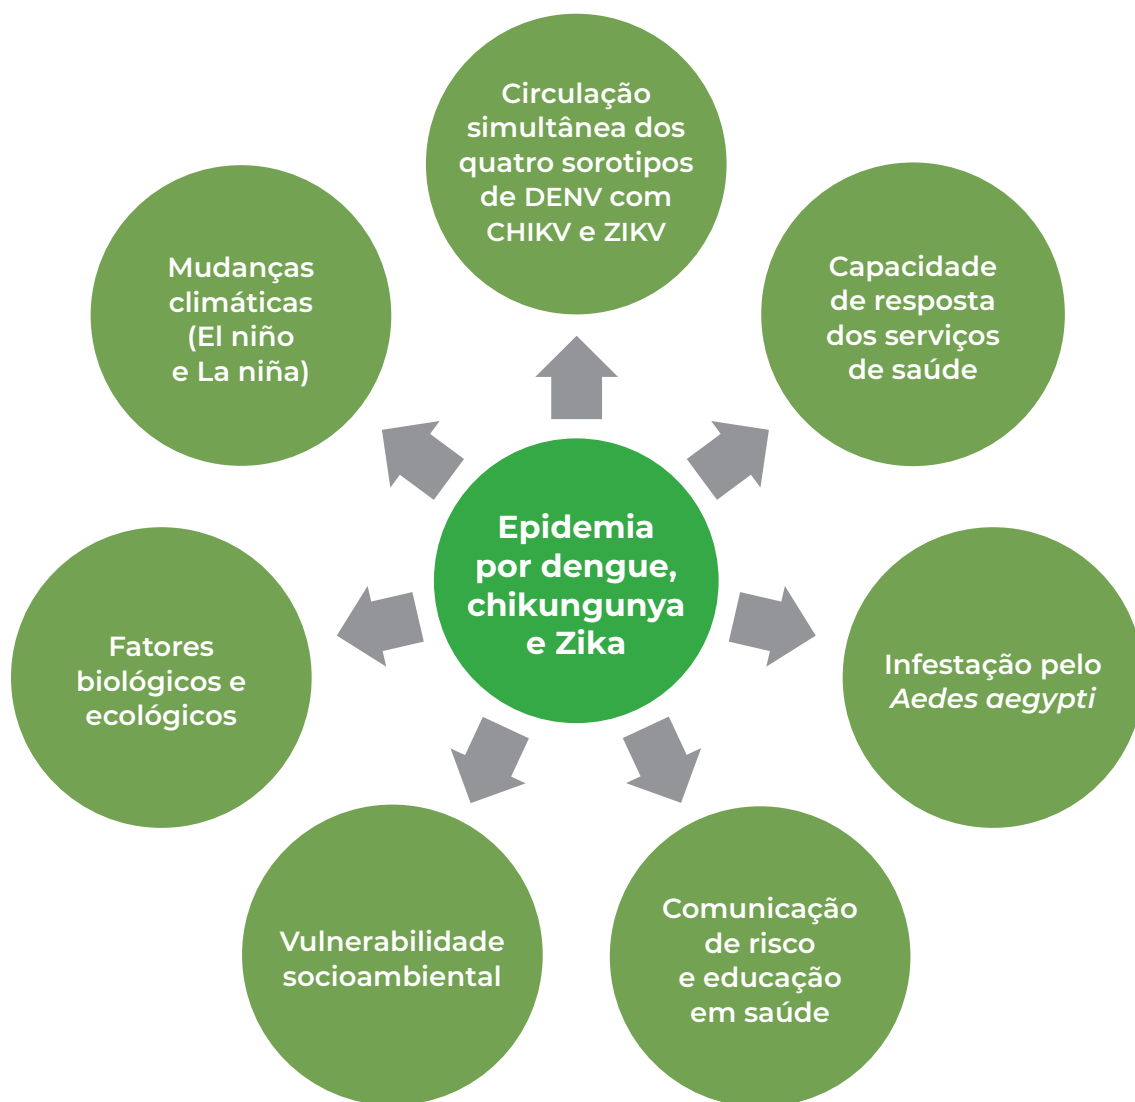 Circulação
simultânea dos
quatro sorotipos
de DENV com
CHIKV e ZIKV
Mudanças
climáticas
(El niño
e La niña)
Capacidade
de resposta
dos serviços
de saúde
Epidemia
por dengue,
chikungunya
e Zika
Fatores
biológicos e
ecológicos
Infestação pelo
Aedes aegypti
Vulnerabilidade
socioambiental
Comunicação
de risco
e educação
em saúde